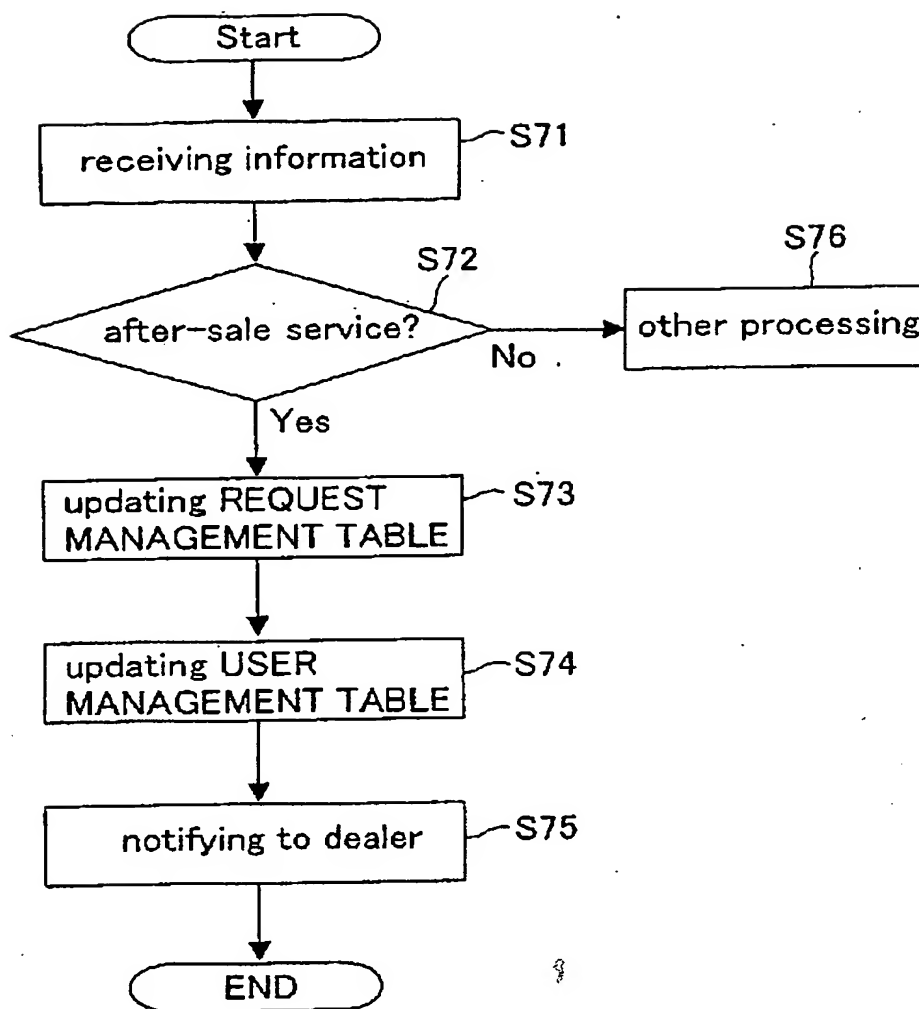 Start
receiving information
S71
after-sale service?
S72
No
S76
other processing
Yes
updating REQUEST
MANAGEMENT TABLE
S73
updating USER
MANAGEMENT TABLE
S74
notifying to dealer
S75
END